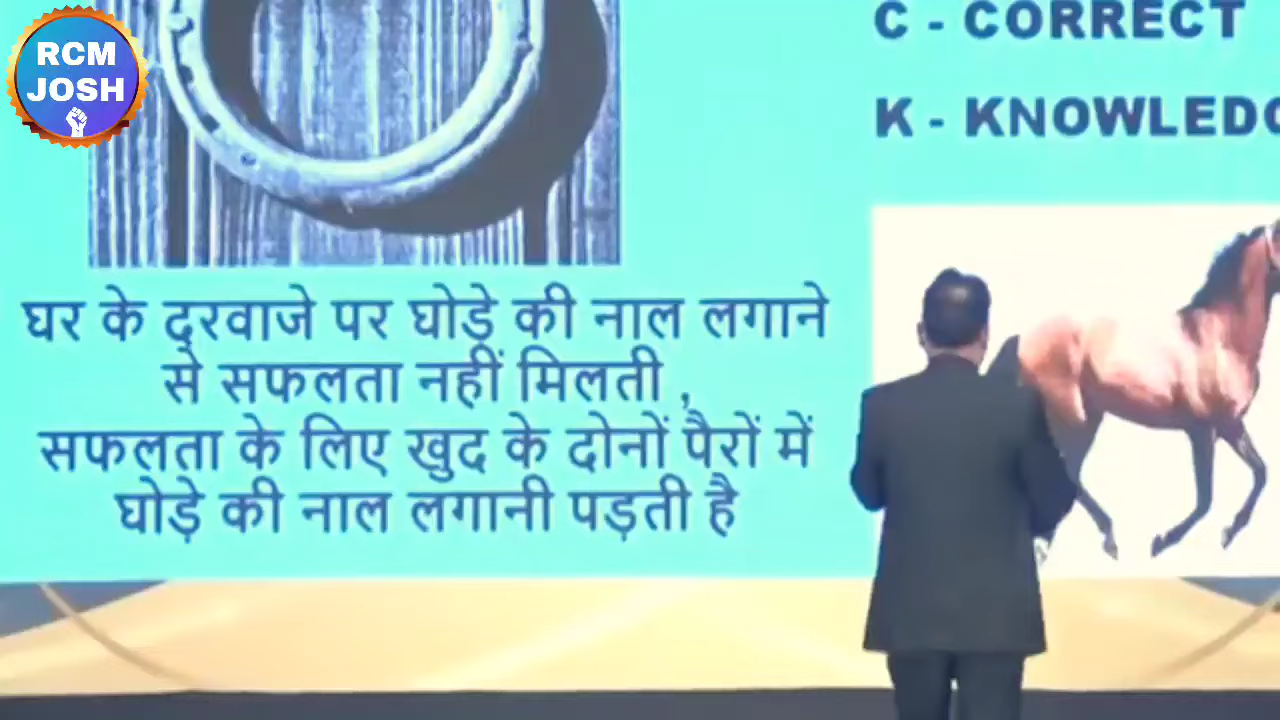 RCM
JOSH
C - CORRECT
घर के दरवाजे पर घोड़े की नाल लगाने
से सफलता नहीं मिलती ,
सफलता के लिए खुद के दोनों पैरों में
घोड़े की नाल लगानी पड़ती है
K -